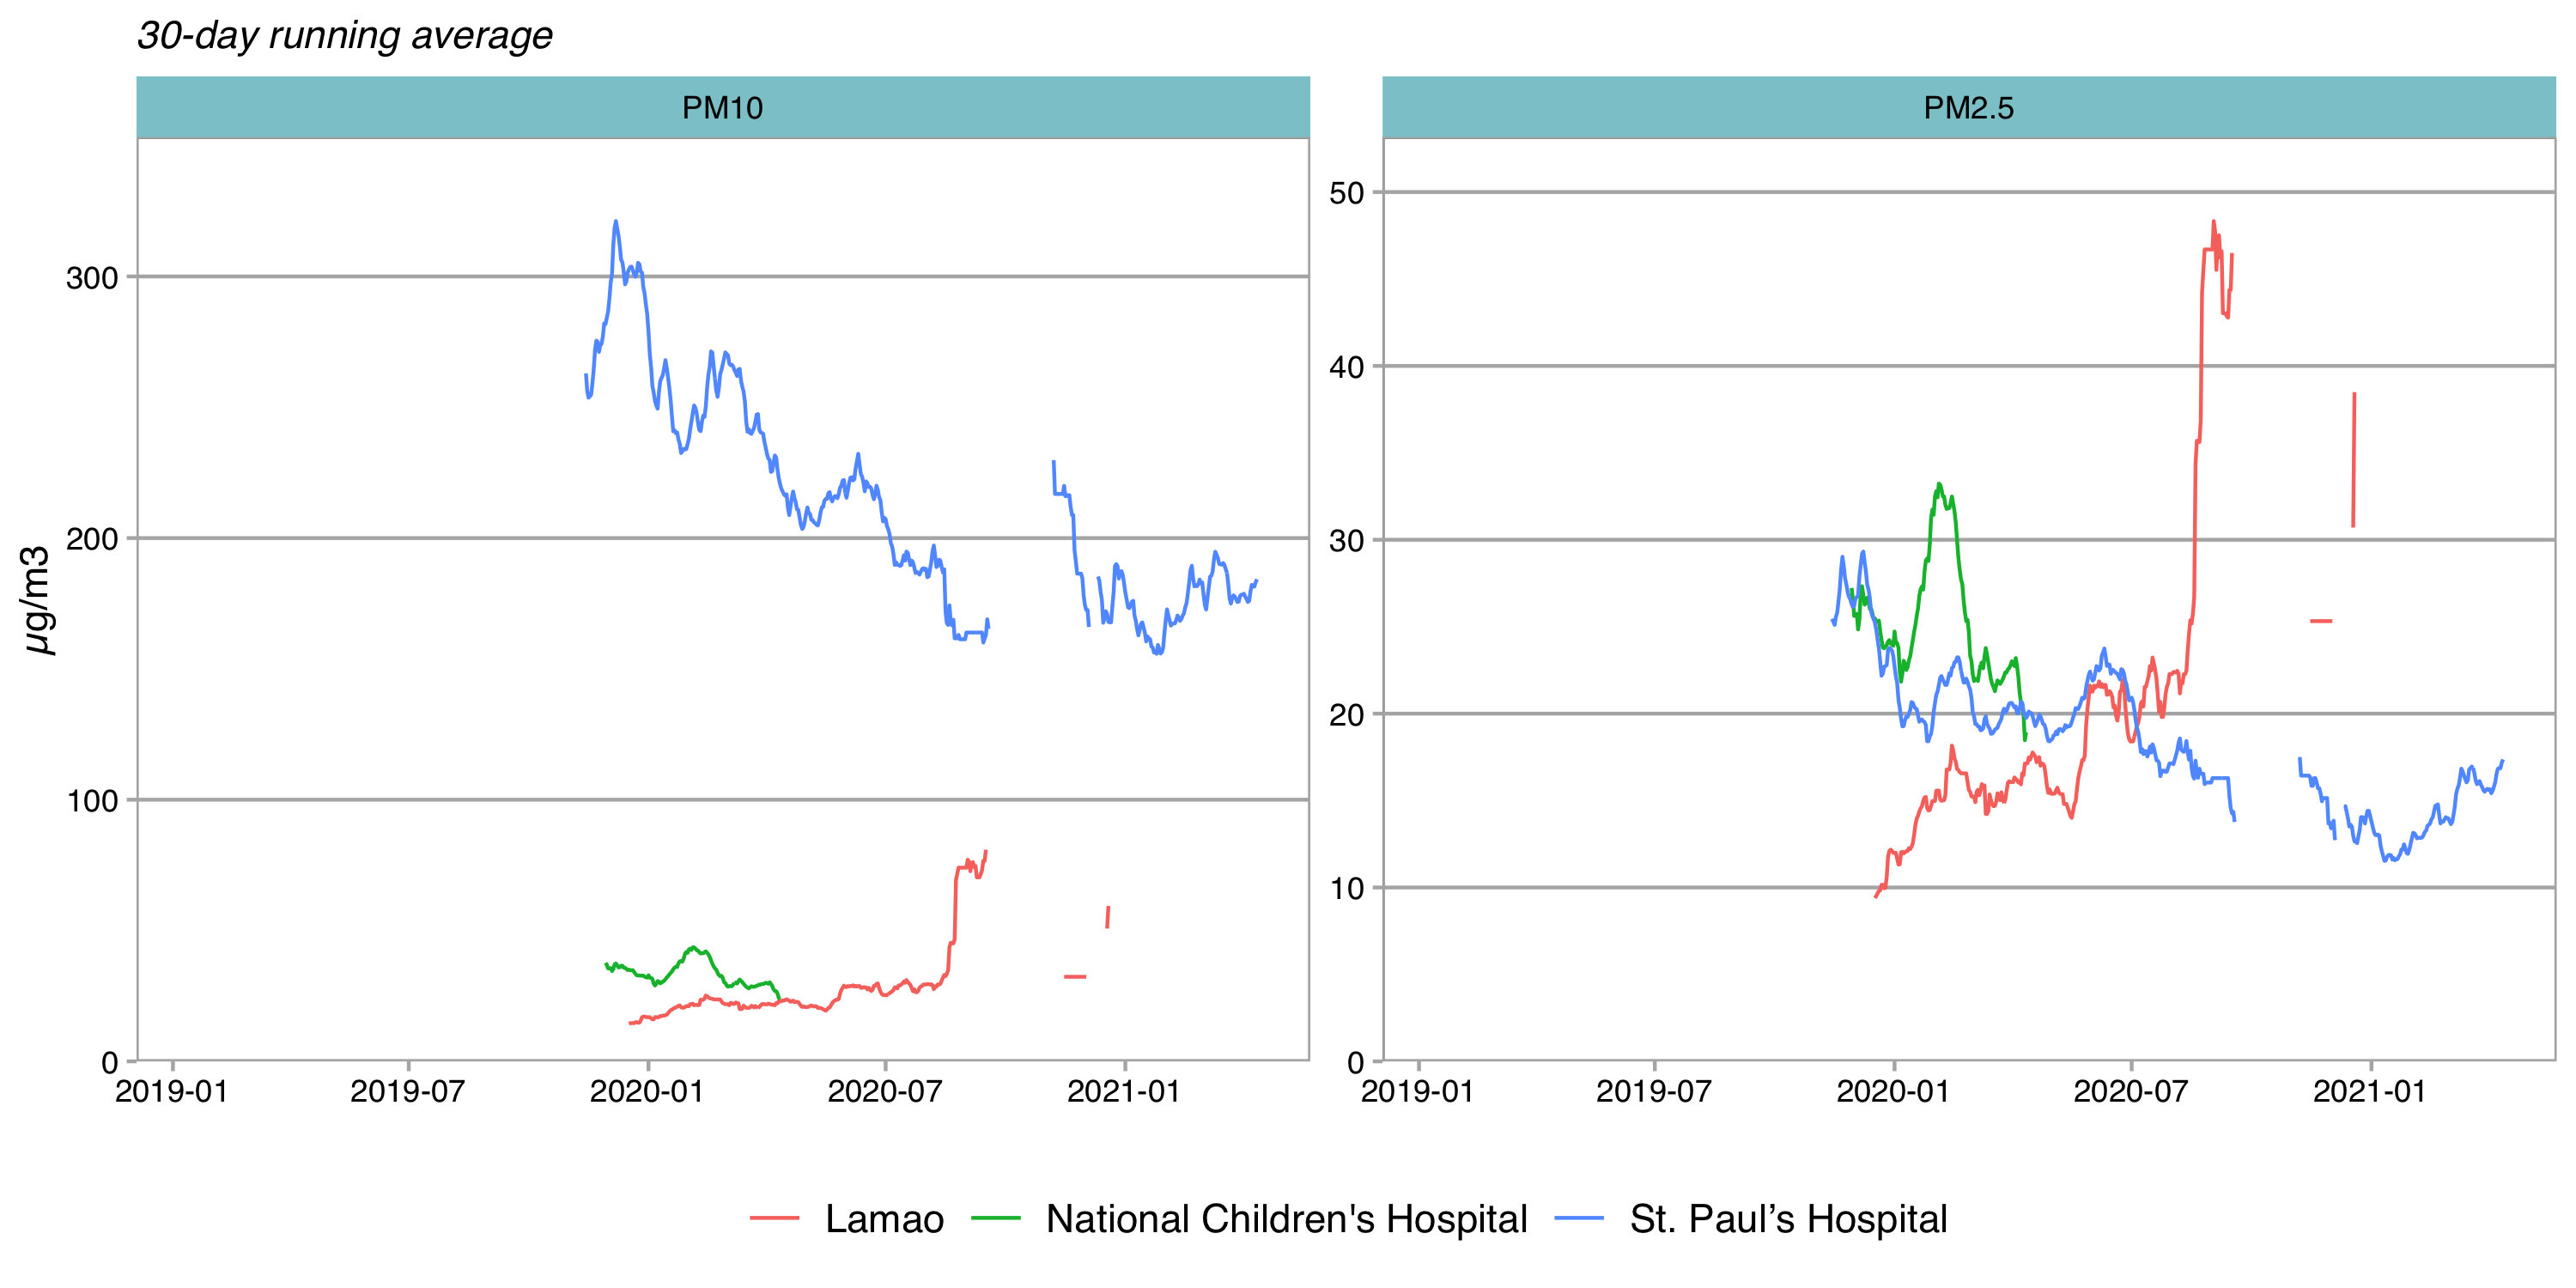 30-day running average
PM10
PM2.5
µg/m3
300
200
100
0
50
40
30
20
10
0
2019-01 2019-07 2020-01 2020-07 2021-01
2019-01 2019-07 2020-01 2020-07 2021-01
Lamao National Children's Hospital St. Paul’s Hospital